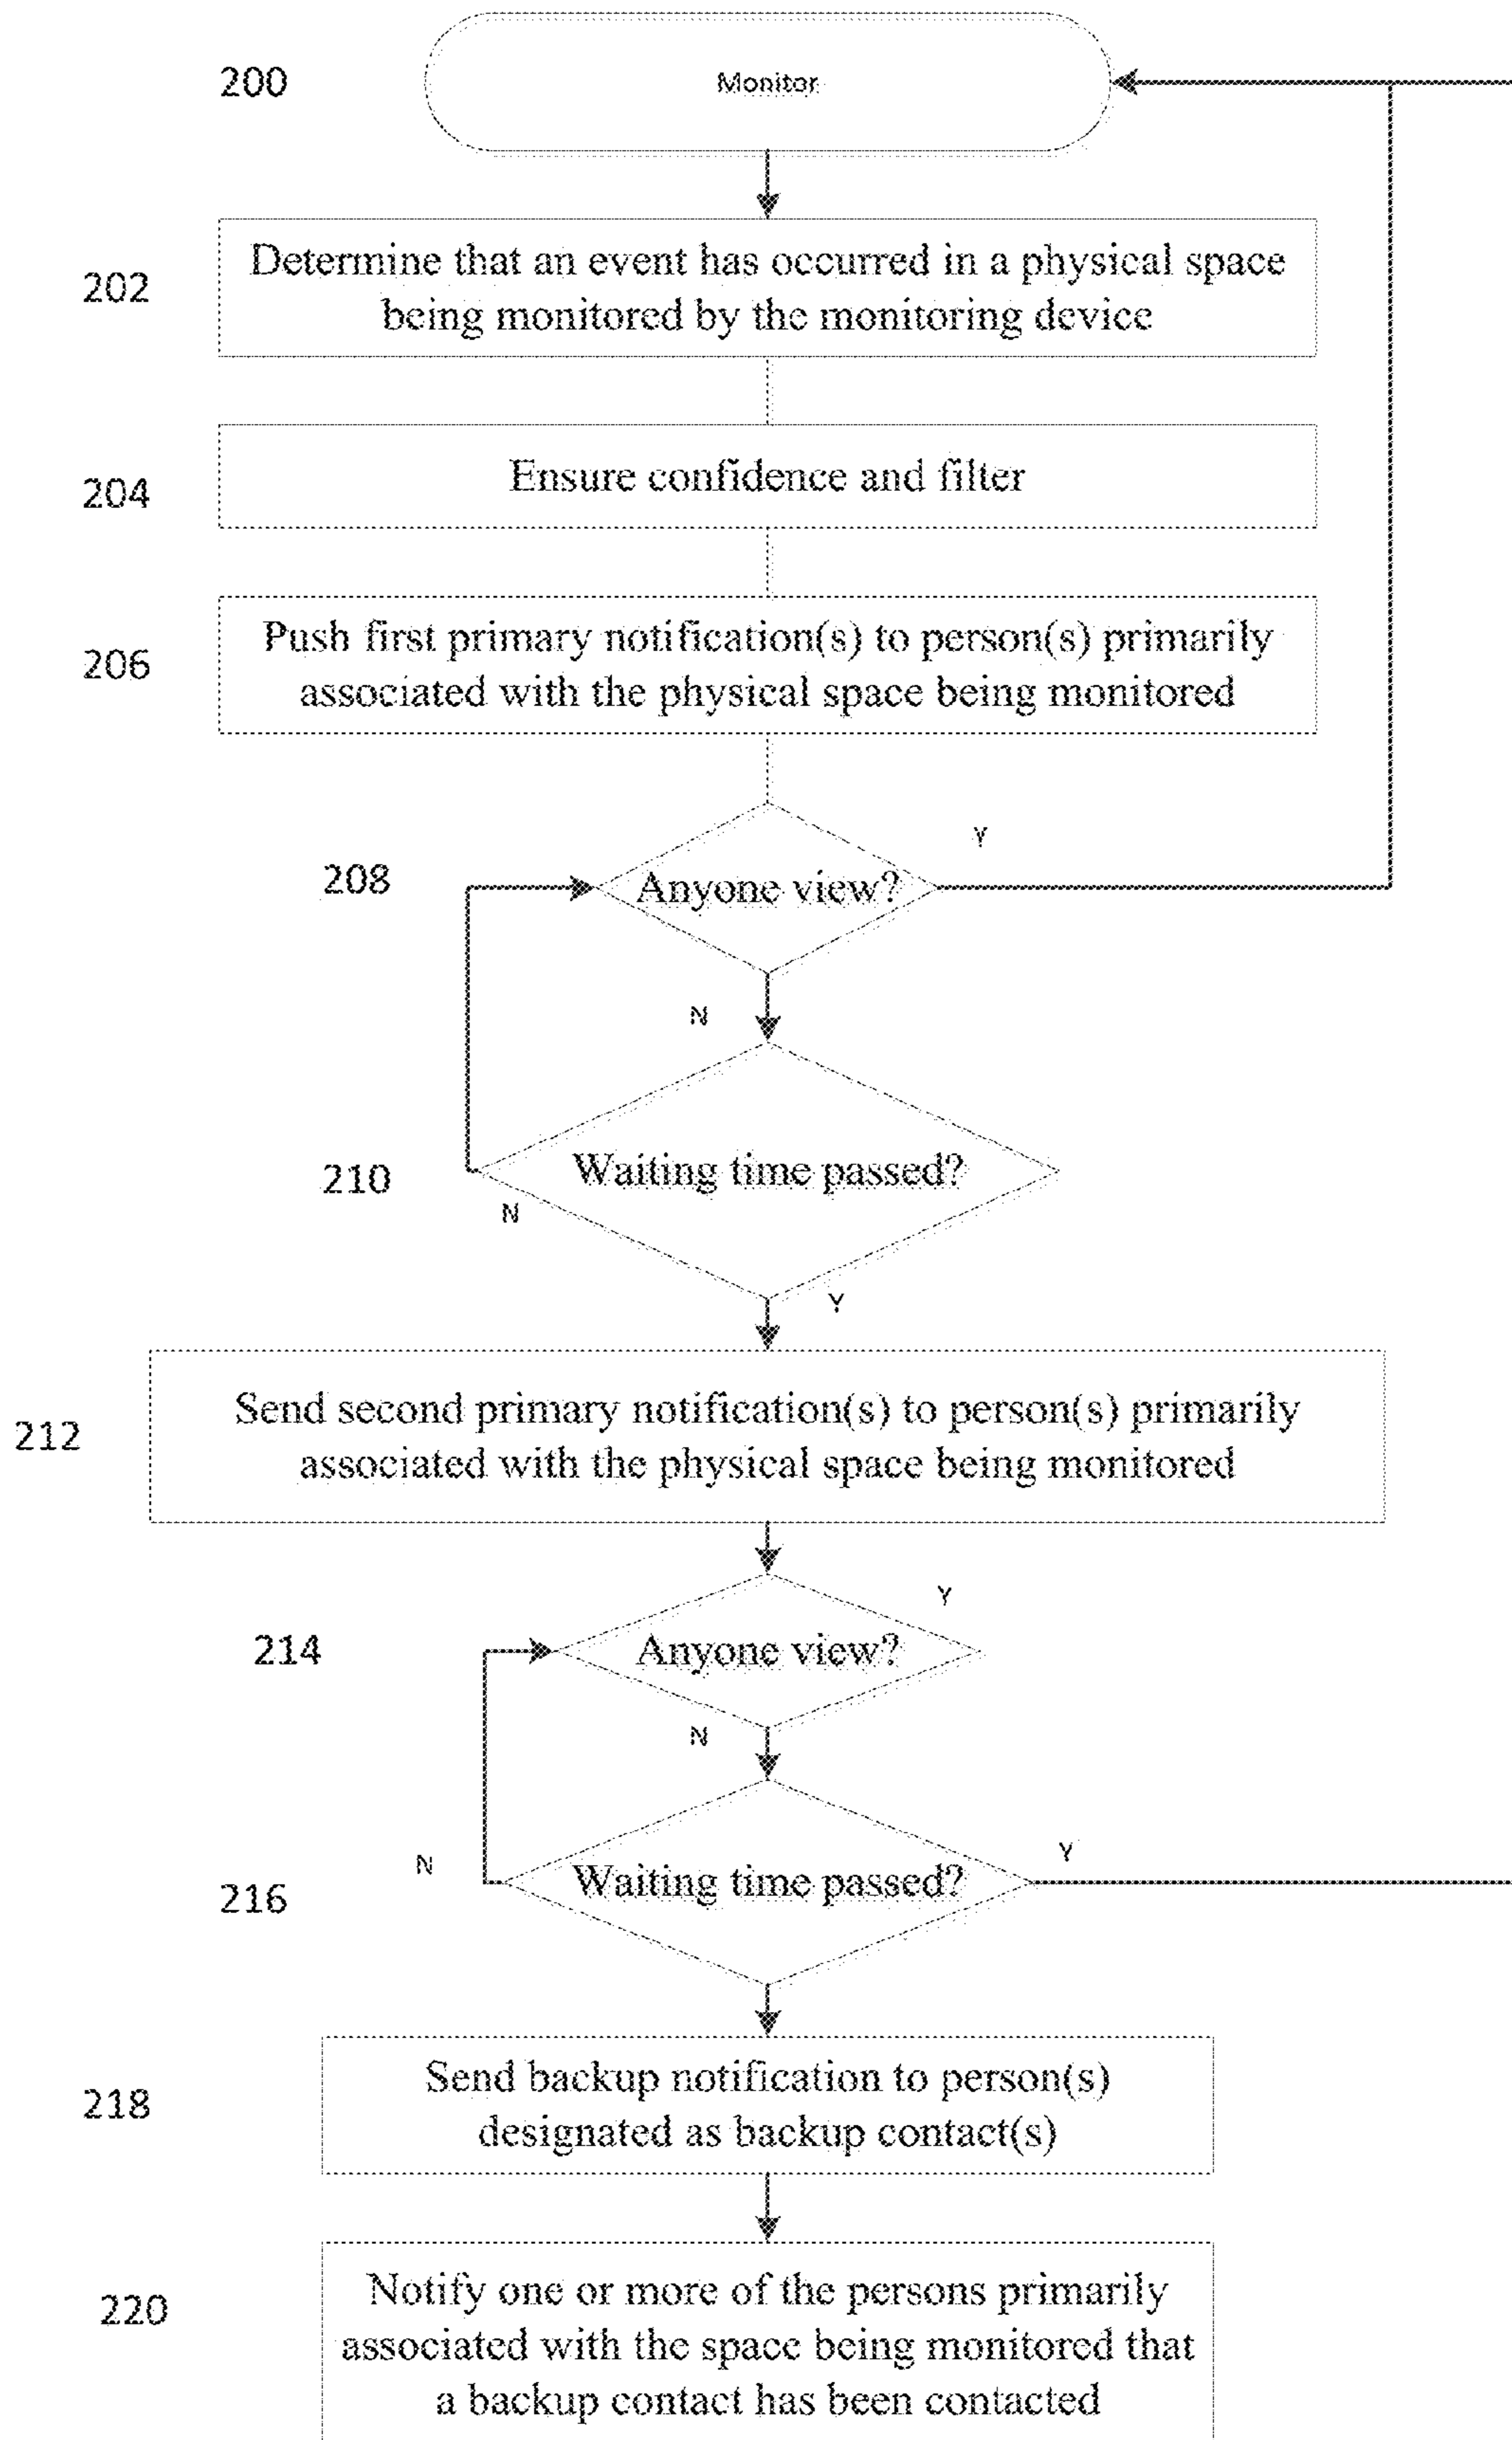 200
Monitor
202
Determine that an event has occurred in a physical space
being monitored by the monitoring device
204
Ensure confidence and filter
206
Push first primary notification(s) to person(s) primarily
associated with the physical space being monitored
208
Anyone view?
Y
N
210
Waiting time passed?
N
Y
212
Send second primary notification(s) to person(s) primarily
associated with the physical space being monitored
214
Anyone view?
Y
N
216
Waiting time passed?
N
Y
218
Send backup notification to person(s)
designated as backup contact(s)
220
Notify one or more of the persons primarily
associated with the space being monitored that
a backup contact has been contacted